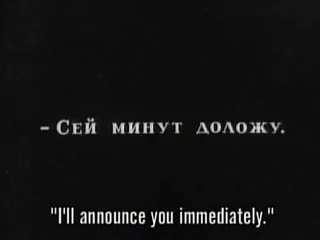 – Сей минут доложу.
"I'll announce you immediately."